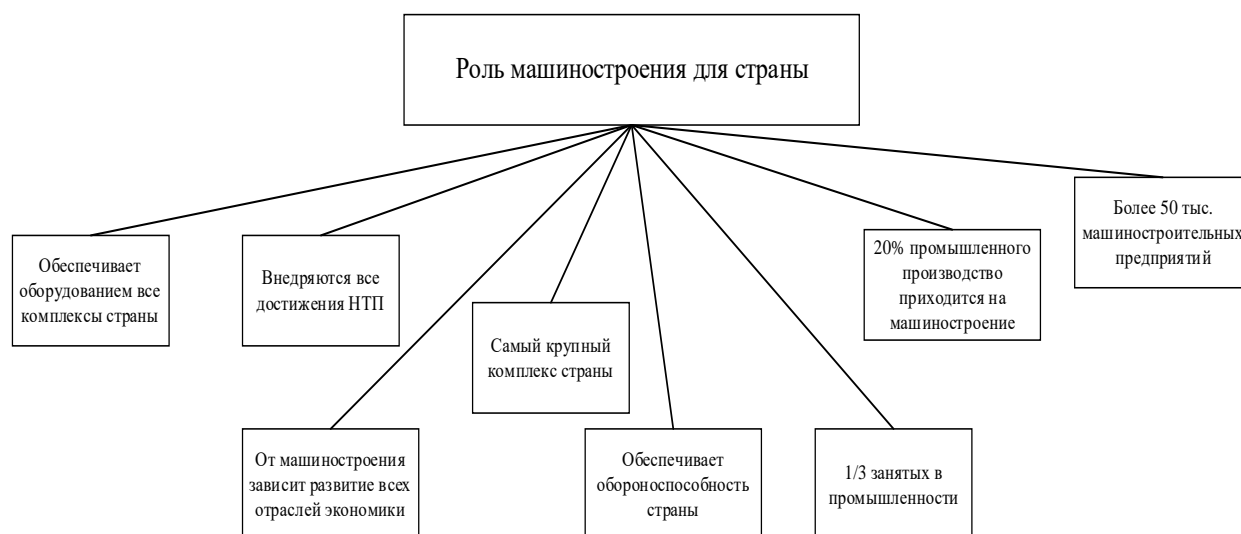 Роль машиностроения для страны
Обеспечивает
оборудованием все
комплексы страны
Внедряются все
достижения НТП
Самый крупный
комплекс страны
20% промышленного
производство
приходится на
машиностроение
Более 50 тыс.
машиностроительных
предприятий
От машиностроения
зависит развитие всех
отраслей экономики
Обеспечивает
обороноспособность
страны
1/3 занятых в
промышленности